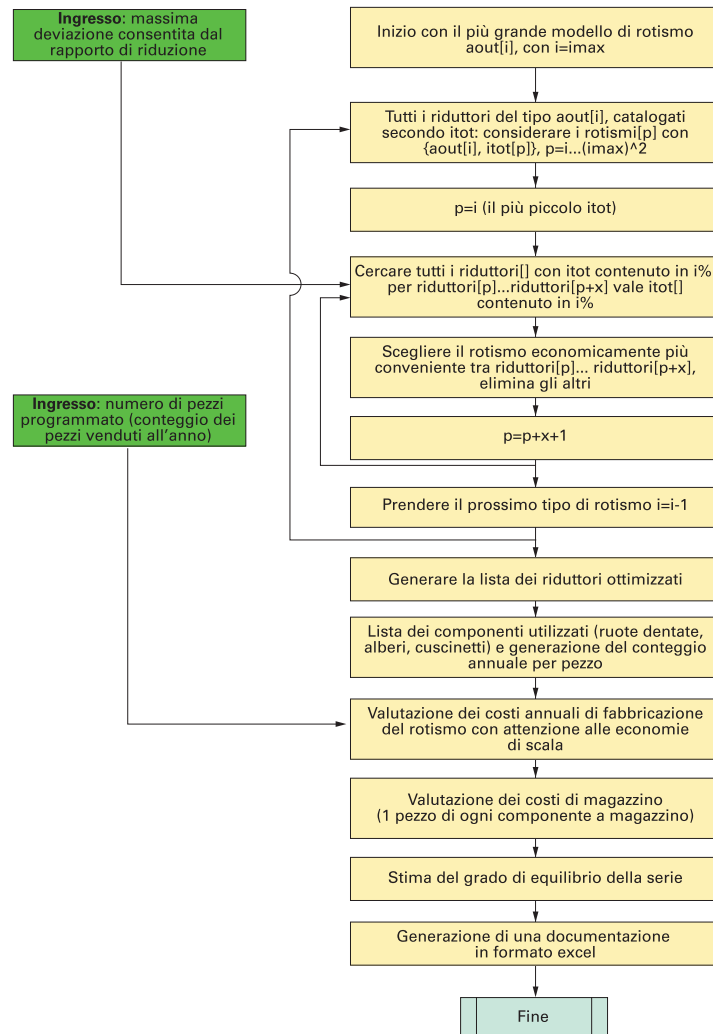 Ingresso: massima
deviazione consentita dal
rapporto di riduzione
Inizio con il più grande modello di rotismo
aout[i], con i=imax
Tutti i riduttori del tipo aout[i], catalogati
secondo itot: considerare i rotismi[p] con
{aout[i], itot[p]}, p=i...(imax)^2
p=i (il più piccolo itot)
Cercare tutti i riduttori[] con itot contenuto in i%
per riduttori[p]...riduttori[p+x] vale itot[]
contenuto in i%
Scegliere il rotismo economicamente più
conveniente tra riduttori[p]... riduttori[p+x],
elimina gli altri
Ingresso: numero di pezzi
programmato (conteggio dei
pezzi venduti all'anno)
p=p+x+1
Prendere il prossimo tipo di rotismo i=i-1
Generare la lista dei riduttori ottimizzati
Lista dei componenti utilizzati (ruote dentate,
alberi, cuscinetti) e generazione del conteggio
annuale per pezzo
Valutazione dei costi annuali di fabbricazione
del rotismo con attenzione alle economie
di scala
Valutazione dei costi di magazzino
(1 pezzo di ogni componente a magazzino)
Stima del grado di equilibrio della serie
Generazione di una documentazione
in formato excel
Fine